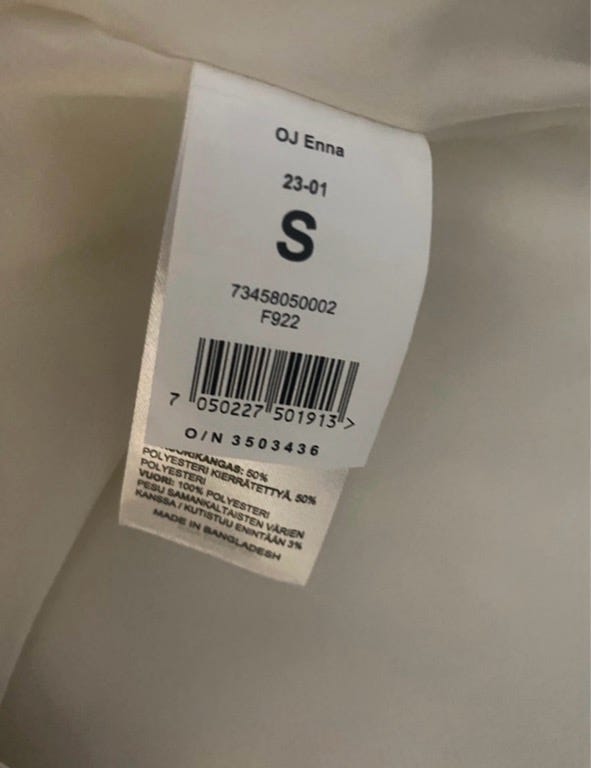 OJ Enna
23-01
S
73458050002
F922
7 050227 501913 >
O/N 3503436
50%
POLYESTERI KIERRÄTETTYÄ, 50%
POLYESTERI
VUORI: 100% POLYESTERI
PESU SAMANKALTAISTEN VÄRIEN
KANSSA / KUTISTUU ENINTÄÄN 3%
MADE IN BANGLADESH